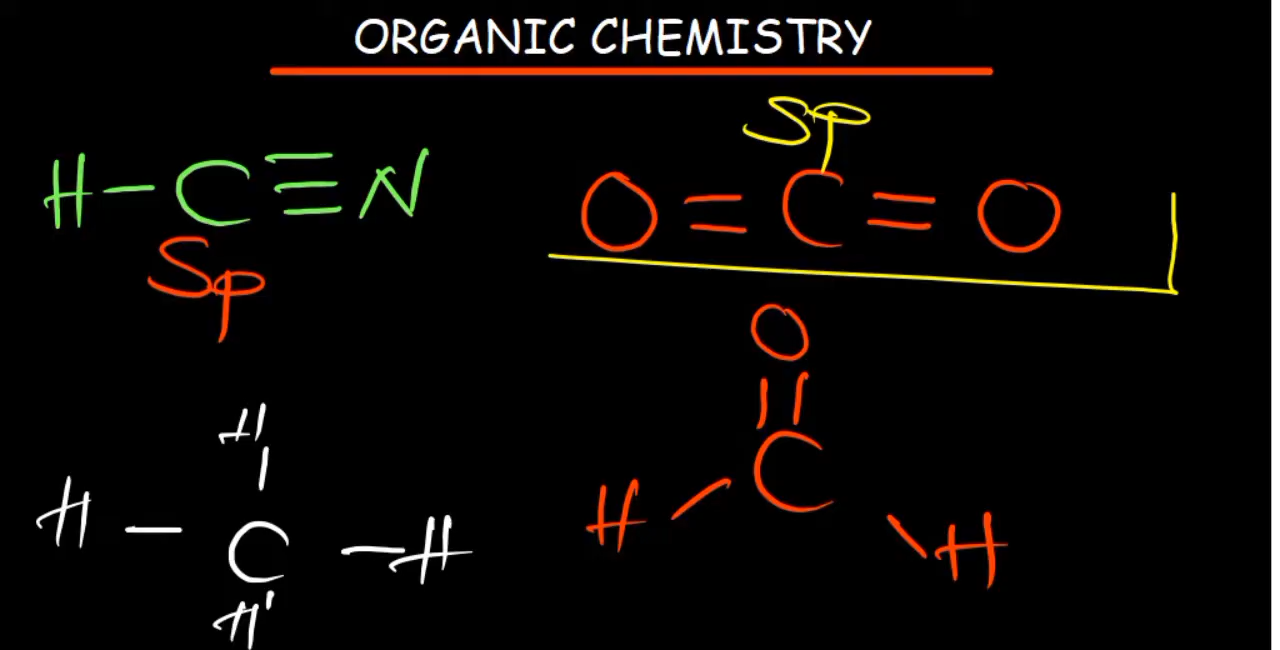 ORGANIC CHEMISTRY
Sp
H-C≡N
O=C=O
Sp
O
||
C
H
H
H
H
C
H
H